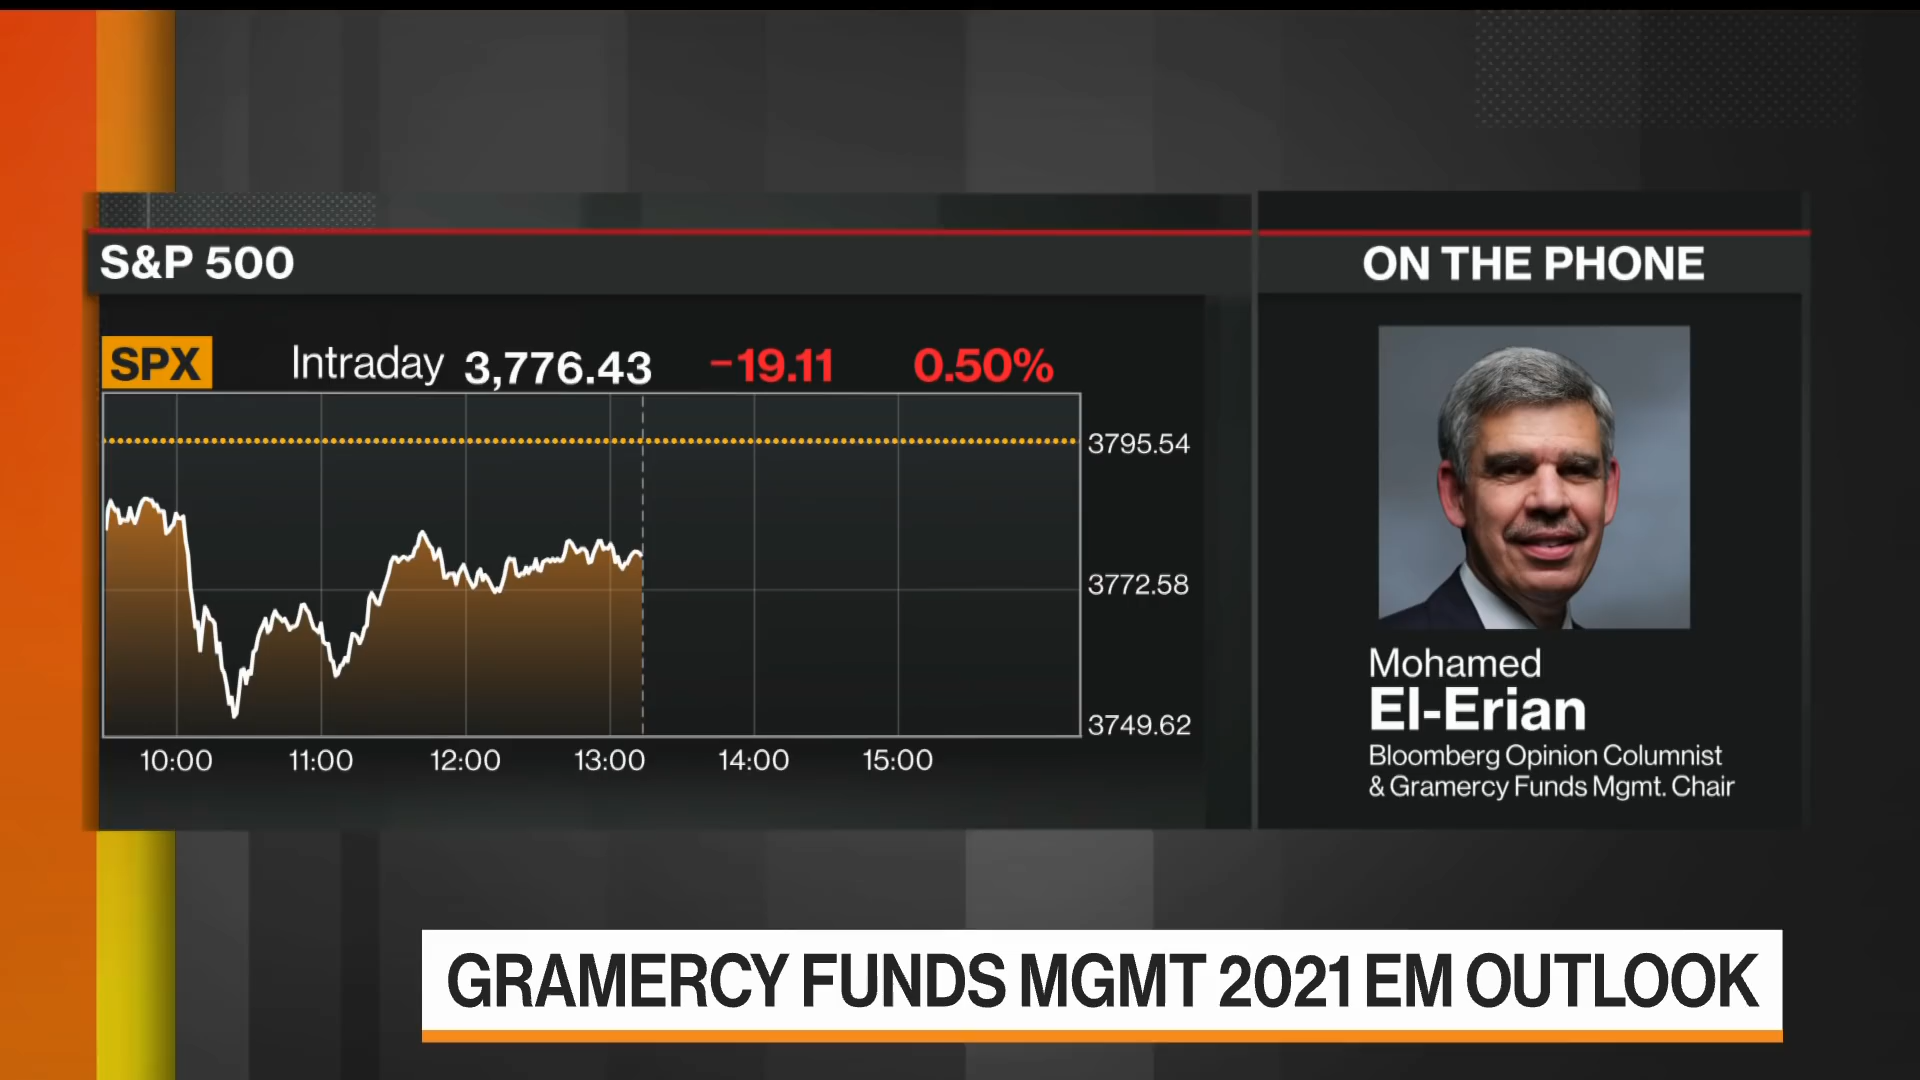 S&P 500
SPX Intraday 3,776.43 -19.11 0.50%
3795.54
3772.58
3749.62
10:00 11:00 12:00 13:00 14:00 15:00
ON THE PHONE
Mohamed
El-Erian
Bloomberg Opinion Columnist
& Gramercy Funds Mgmt. Chair
GRAMERCY FUNDS MGMT 2021 EM OUTLOOK